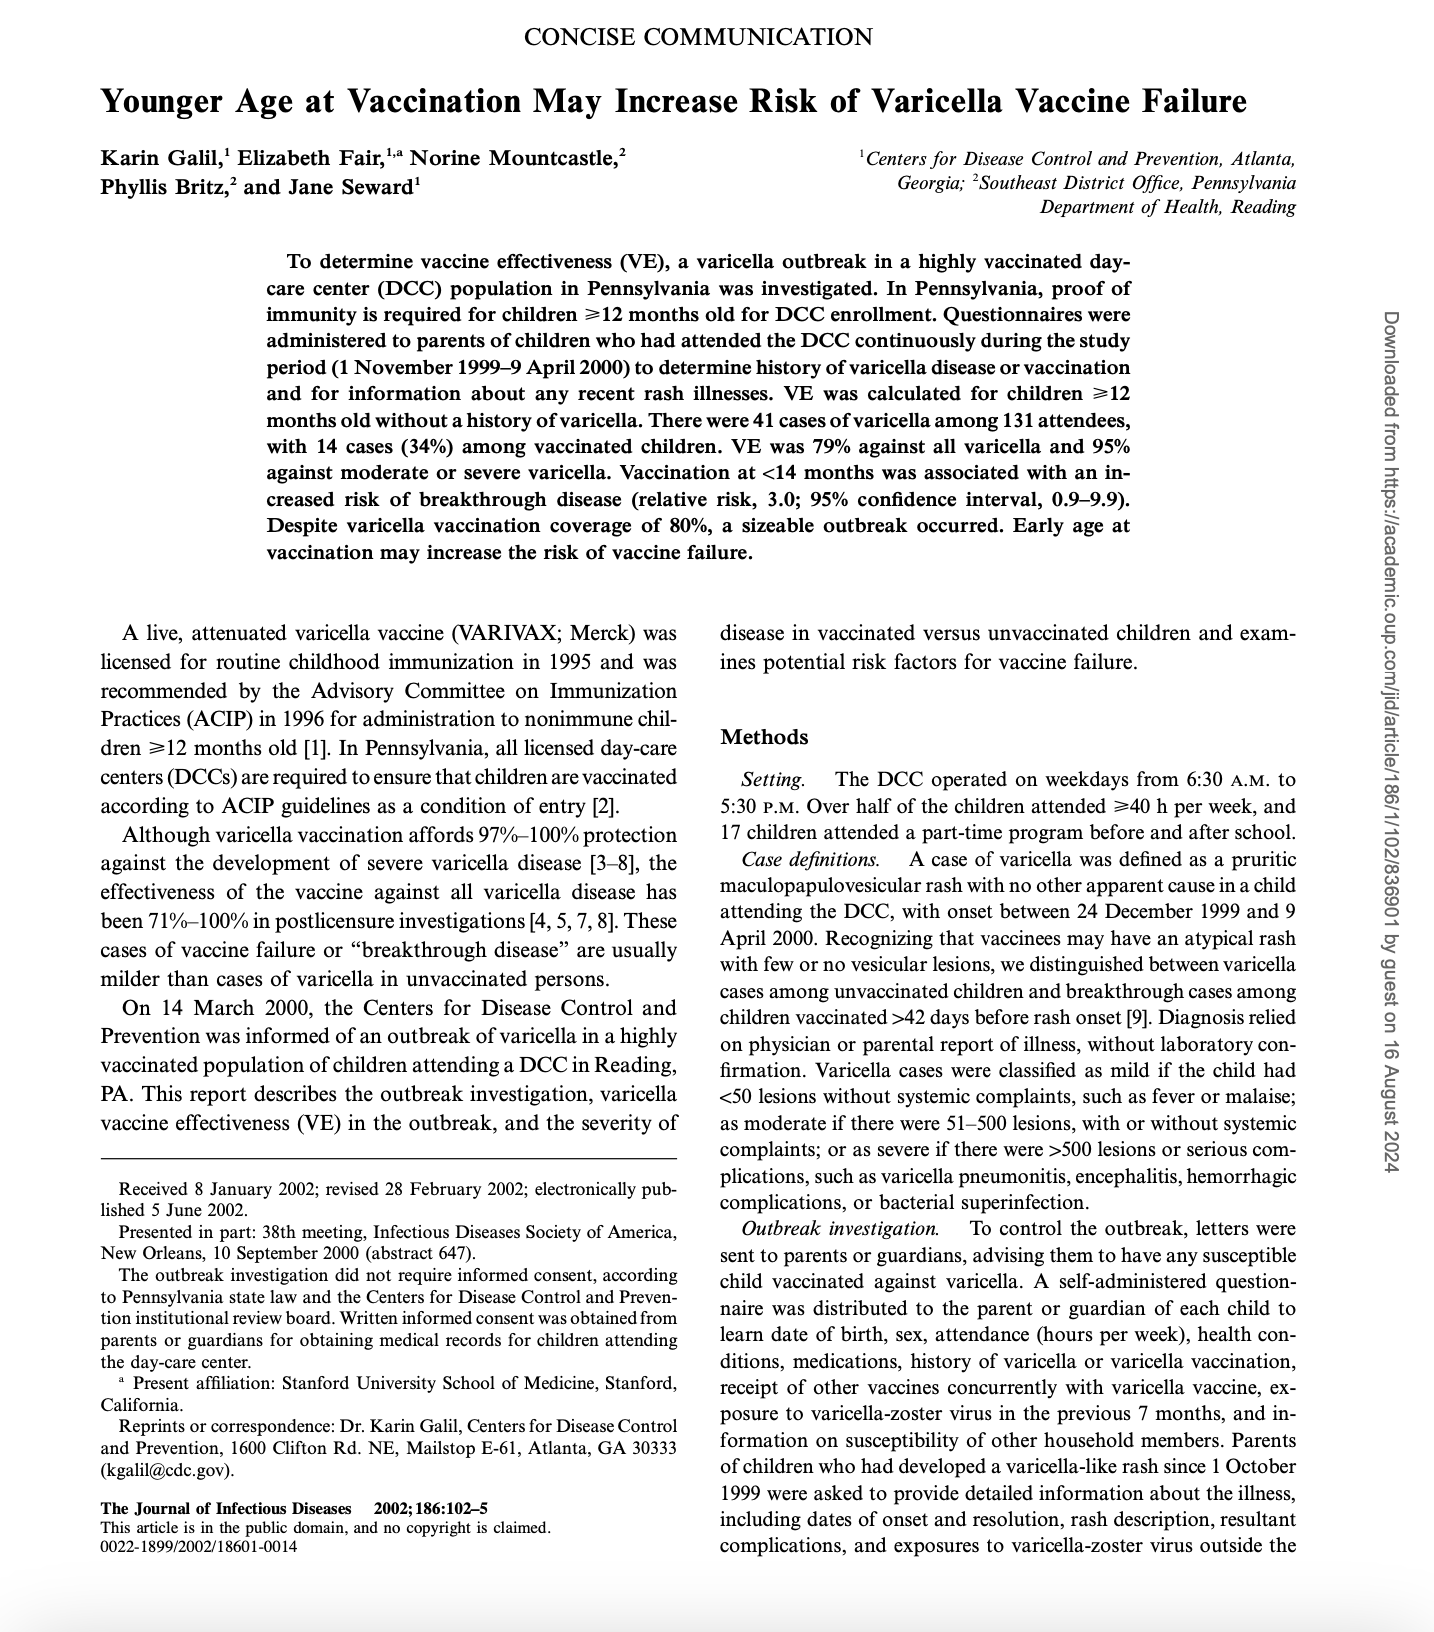 CONCISE COMMUNICATION
Younger Age at Vaccination May Increase Risk of Varicella Vaccine Failure
Karin Galil,1 Elizabeth Fair,1,a Norine Mountcastle,2
Phyllis Britz,2 and Jane Seward1
1Centers for Disease Control and Prevention, Atlanta,
Georgia; 2Southeast District Office, Pennsylvania
Department of Health, Reading
To determine vaccine effectiveness (VE), a varicella outbreak in a highly vaccinated day-
care center (DCC) population in Pennsylvania was investigated. In Pennsylvania, proof of
immunity is required for children ⩾12 months old for DCC enrollment. Questionnaires were
administered to parents of children who had attended the DCC continuously during the study
period (1 November 1999–9 April 2000) to determine history of varicella disease or vaccination
and for information about any recent rash illnesses. VE was calculated for children ⩾12
months old without a history of varicella. There were 41 cases of varicella among 131 attendees,
with 14 cases (34%) among vaccinated children. VE was 79% against all varicella and 95%
against moderate or severe varicella. Vaccination at <14 months was associated with an in-
creased risk of breakthrough disease (relative risk, 3.0; 95% confidence interval, 0.9–9.9).
Despite varicella vaccination coverage of 80%, a sizeable outbreak occurred. Early age at
vaccination may increase the risk of vaccine failure.
A live, attenuated varicella vaccine (VARIVAX; Merck) was
licensed for routine childhood immunization in 1995 and was
recommended by the Advisory Committee on Immunization
Practices (ACIP) in 1996 for administration to nonimmune chil-
dren ⩾12 months old [1]. In Pennsylvania, all licensed day-care
centers (DCCs) are required to ensure that children are vaccinated
according to ACIP guidelines as a condition of entry [2].
Although varicella vaccination affords 97%–100% protection
against the development of severe varicella disease [3–8], the
effectiveness of the vaccine against all varicella disease has
been 71%–100% in postlicensure investigations [4, 5, 7, 8]. These
cases of vaccine failure or “breakthrough disease” are usually
milder than cases of varicella in unvaccinated persons.
On 14 March 2000, the Centers for Disease Control and
Prevention was informed of an outbreak of varicella in a highly
vaccinated population of children attending a DCC in Reading,
PA. This report describes the outbreak investigation, varicella
vaccine effectiveness (VE) in the outbreak, and the severity of
Received 8 January 2002; revised 28 February 2002; electronically pub-
lished 5 June 2002.
Presented in part: 38th meeting, Infectious Diseases Society of America,
New Orleans, 10 September 2000 (abstract 647).
The outbreak investigation did not require informed consent, according
to Pennsylvania state law and the Centers for Disease Control and Preven-
tion institutional review board. Written informed consent was obtained from
parents or guardians for obtaining medical records for children attending
the day-care center.
a Present affiliation: Stanford University School of Medicine, Stanford,
California.
Reprints or correspondence: Dr. Karin Galil, Centers for Disease Control
and Prevention, 1600 Clifton Rd. NE, Mailstop E-61, Atlanta, GA 30333
(kgalil@cdc.gov).
The Journal of Infectious Diseases 2002;186:102–5
This article is in the public domain, and no copyright is claimed.
0022-1899/2002/18601-0014
disease in vaccinated versus unvaccinated children and exam-
ines potential risk factors for vaccine failure.
Methods
Setting. The DCC operated on weekdays from 6:30 A.M. to
5:30 P.M. Over half of the children attended ⩾40 h per week, and
17 children attended a part-time program before and after school.
Case definitions. A case of varicella was defined as a pruritic
maculopapulovesicular rash with no other apparent cause in a child
attending the DCC, with onset between 24 December 1999 and 9
April 2000. Recognizing that vaccinees may have an atypical rash
with few or no vesicular lesions, we distinguished between varicella
cases among unvaccinated children and breakthrough cases among
children vaccinated >42 days before rash onset [9]. Diagnosis relied
on physician or parental report of illness, without laboratory con-
firmation. Varicella cases were classified as mild if the child had
<50 lesions without systemic complaints, such as fever or malaise;
as moderate if there were 51–500 lesions, with or without systemic
complaints; or as severe if there were >500 lesions or serious com-
plications, such as varicella pneumonitis, encephalitis, hemorrhagic
complications, or bacterial superinfection.
Outbreak investigation. To control the outbreak, letters were
sent to parents or guardians, advising them to have any susceptible
child vaccinated against varicella. A self-administered question-
naire was distributed to the parent or guardian of each child to
learn date of birth, sex, attendance (hours per week), health con-
ditions, medications, history of varicella or varicella vaccination,
receipt of other vaccines concurrently with varicella vaccine, ex-
posure to varicella-zoster virus in the previous 7 months, and in-
formation on susceptibility of other household members. Parents
of children who had developed a varicella-like rash since 1 October
1999 were asked to provide detailed information about the illness,
including dates of onset and resolution, rash description, resultant
complications, and exposures to varicella-zoster virus outside the
Downloaded from https://academic.oup.com/jid/article/186/1/102/836901 by guest on 16 August 2024